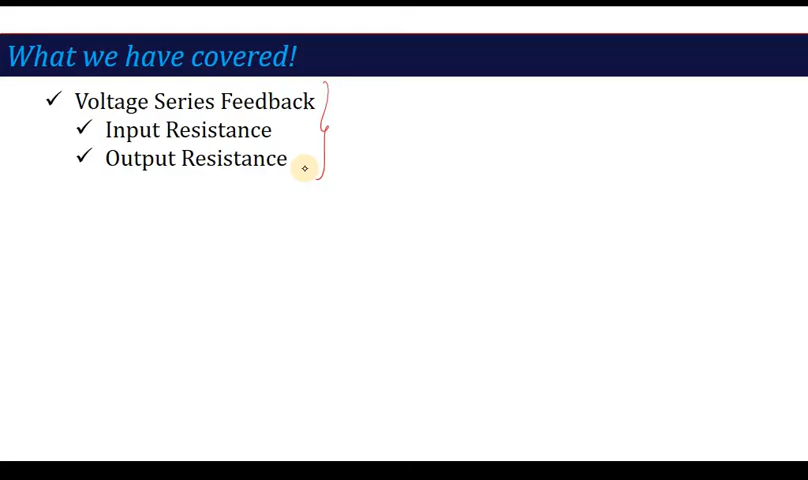 What we have covered!
✓ Voltage Series Feedback
✓ Input Resistance
✓ Output Resistance